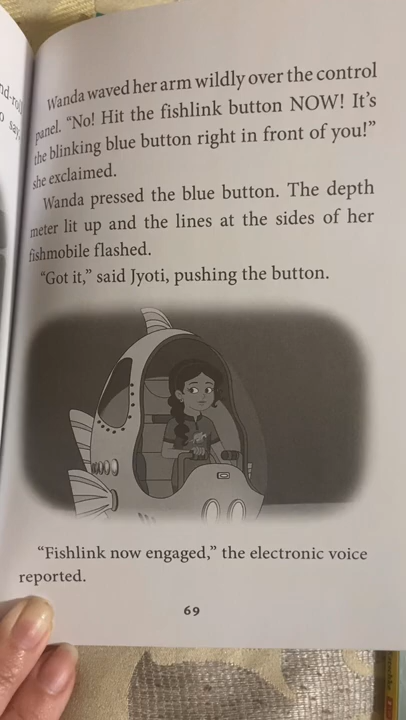 Wanda waved her arm wildly over the control
panel. “No! Hit the fishlink button NOW! It’s
the blinking blue button right in front of you!”
she exclaimed.
Wanda pressed the blue button. The depth
meter lit up and the lines at the sides of her
fishmobile flashed.
“Got it,” said Jyoti, pushing the button.
“Fishlink now engaged,” the electronic voice
reported.
69